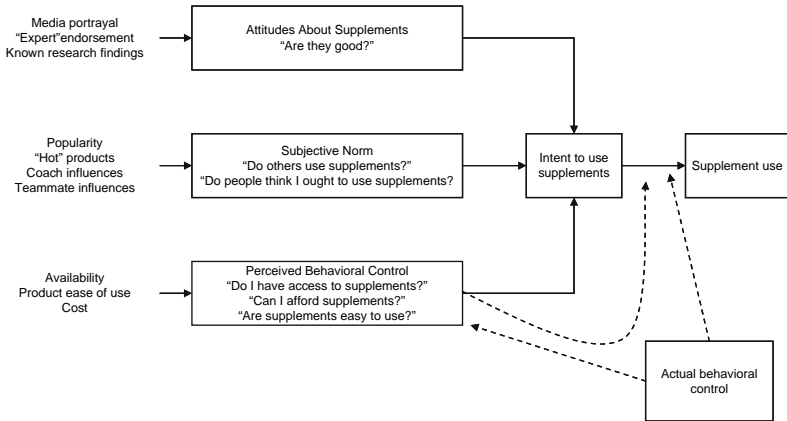 Media portrayal
“Expert”endorsement
Known research findings
Attitudes About Supplements
“Are they good?”
Popularity
“Hot” products
Coach influences
Teammate influences
Subjective Norm
“Do others use supplements?”
“Do people think I ought to use supplements?
Intent to use
supplements
Supplement use
Availability
Product ease of use
Cost
Perceived Behavioral Control
“Do I have access to supplements?”
“Can I afford supplements?”
“Are supplements easy to use?”
Actual behavioral
control